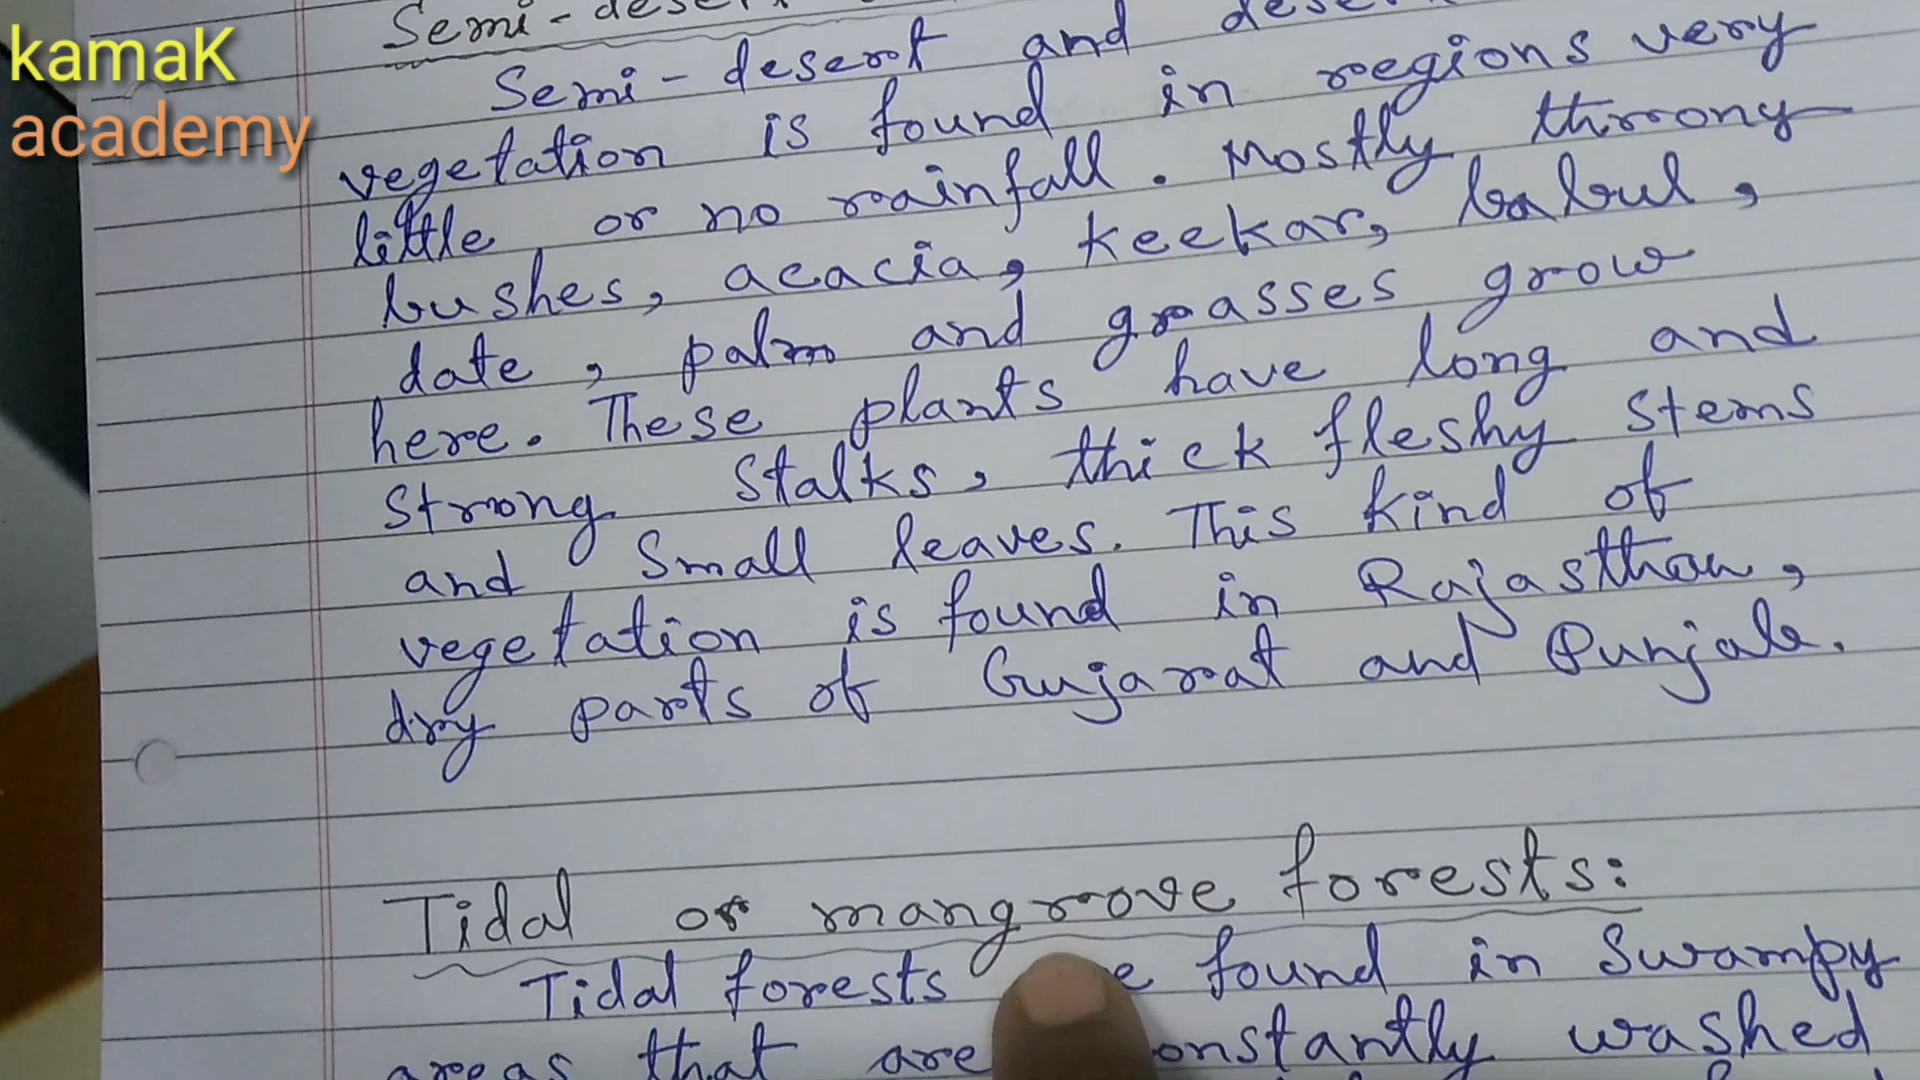 kamaK
academy
Semi-desert
Semi-desert and desert
vegetation is found in regions very
little or no rainfall. Mostly throrony
bushes, acacia, keekar, babul,
date, palm and grasses grow
here. These plants have long and
strong stalks, thick fleshy stems
and small leaves. This kind of
vegetation is found in Rajasthan,
dry parts of Gujarat and Punjab.
Tidal or mangrove forests:
Tidal forests found in Swampy
areas that are constantly washed